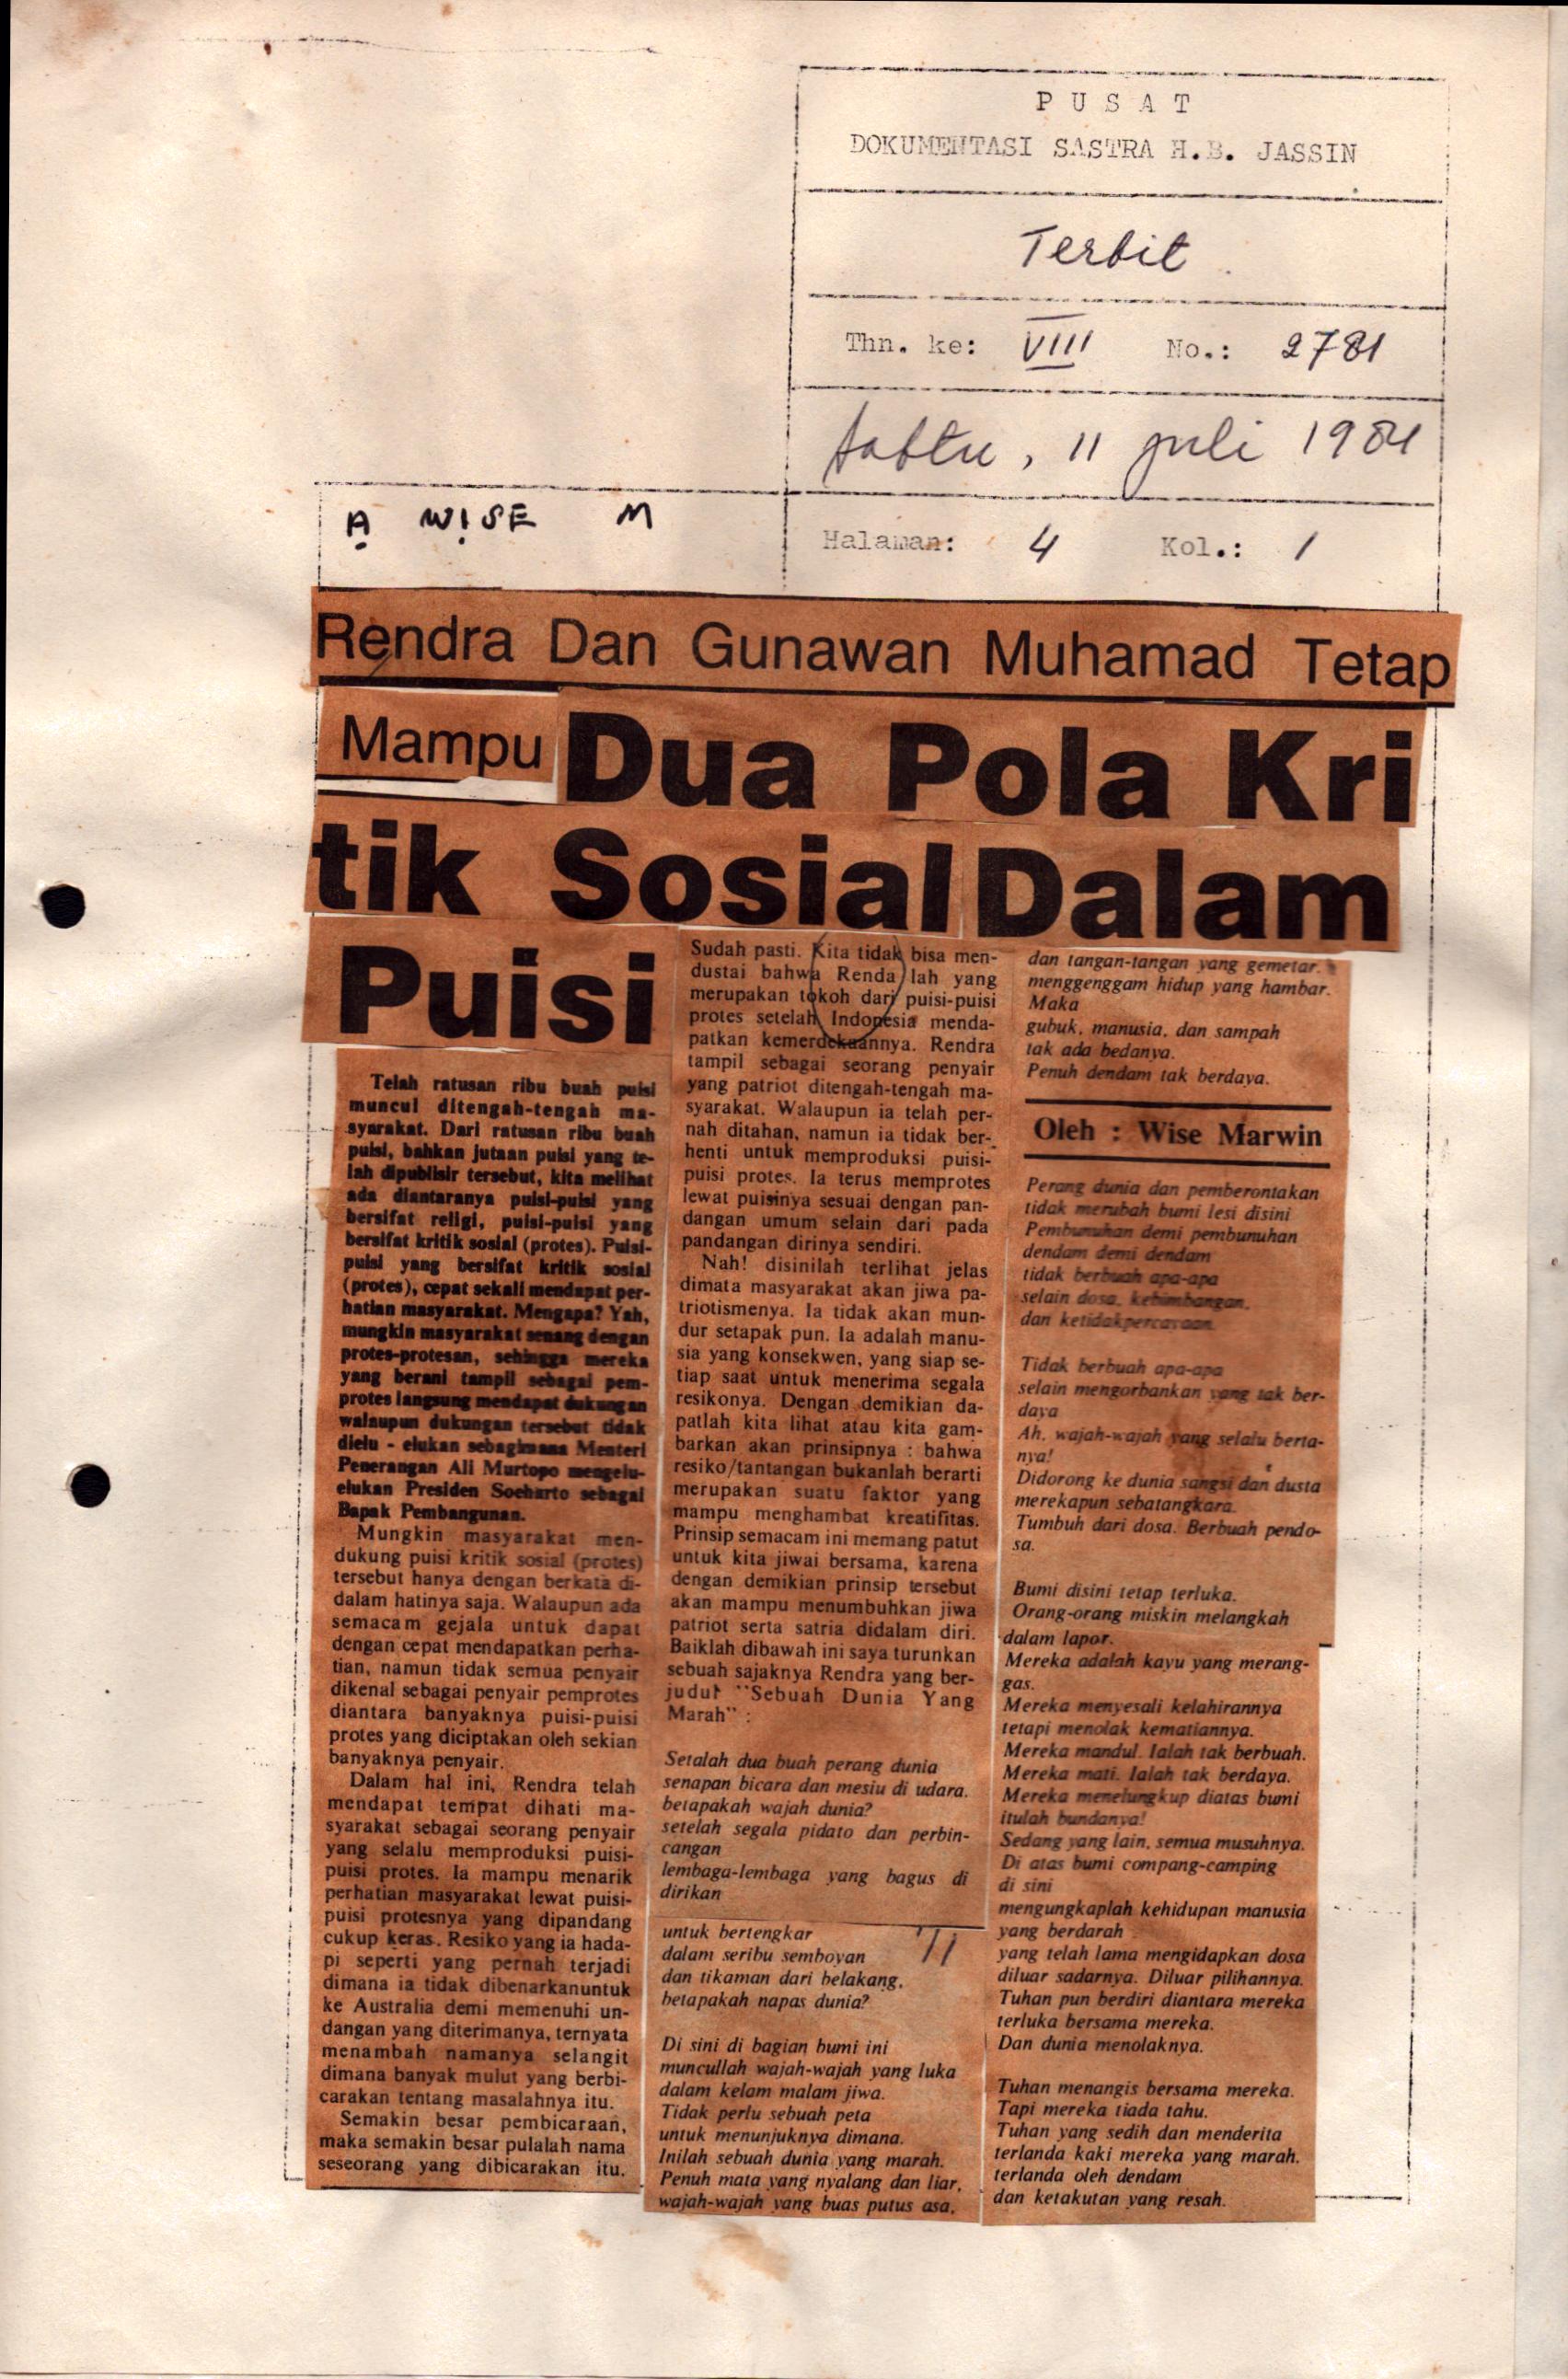 P U S A T
DOKUMENTASI SASTRA H.B. JASSIN
Terbit
Thn. ke: VIII No.: 2781
Sabtu, 11 Juli 1981
A WISE M
Halaman: 4 Kol.: 1
Rendra Dan Gunawan Muhamad Tetap
Mampu Dua Pola Kri
tik Sosial Dalam
Puisi
Telah ratusan ribu buah puisi
muncul ditengah-tengah ma-
syarakat. Dari ratusan ribu buah
puisi, bahkan jutaan puisi yang te-
lah dipublisir tersebut, kita melihat
ada diantaranya puisi-puisi yang
bersifat religi, puisi-puisi yang
bersifat kritik sosial (protes). Puisi-
puisi yang bersifat kritik sosial
(protes), cepat sekali mendapat per-
hatian masyarakat. Mengapa? Yah,
mungkin masyarakat senang dengan
protes-protesan, sehingga mereka
yang berani tampil sebagai pem-
protes langsung mendapat dukungan
walaupun dukungan tersebut tidak
dielu - elukan sebagimana Menteri
Penerangan Ali Murtopo mengelu-
elukan Presiden Soeharto sebagai
Bapak Pembangunan.
Mungkin masyarakat men-
dukung puisi kritik sosial (protes)
tersebut hanya dengan berkata di-
dalam hatinya saja. Walaupun ada
semacam gejala untuk dapat
dengan cepat mendapatkan perha-
tian, namun tidak semua penyair
dikenal sebagai penyair pemprotes
diantara banyaknya puisi-puisi
protes yang diciptakan oleh sekian
banyaknya penyair.
Dalam hal ini, Rendra telah
mendapat tempat dihati ma-
syarakat sebagai seorang penyair
yang selalu memproduksi puisi-
puisi protes. Ia mampu menarik
perhatian masyarakat lewat puisi-
puisi protesnya yang dipandang
cukup keras. Resiko yang ia hada-
pi seperti yang pernah terjadi
dimana ia tidak dibenarkanuntuk
ke Australia demi memenuhi un-
dangan yang diterimanya, ternyata
menambah namanya selangit
dimana banyak mulut yang berbi-
carakan tentang masalahnya itu.
Semakin besar pembicaraan,
maka semakin besar pulalah nama
seseorang yang dibicarakan itu.
Sudah pasti. Kita tidak bisa men-
dustai bahwa Renda lah yang
merupakan tokoh dari puisi-puisi
protes setelah Indonesia menda-
patkan kemerdekaannya. Rendra
tampil sebagai seorang penyair
yang patriot ditengah-tengah ma-
syarakat. Walaupun ia telah per-
nah ditahan, namun ia tidak ber-
henti untuk memproduksi puisi-
puisi protes. Ia terus memprotes
lewat puisinya sesuai dengan pan-
dangan umum selain dari pada
pandangan dirinya sendiri.
Nah! disinilah terlihat jelas
dimata masyarakat akan jiwa pa-
triotismenya. Ia tidak akan mun-
dur setapak pun. Ia adalah manu-
sia yang konsekwen, yang siap se-
tiap saat untuk menerima segala
resikonya. Dengan demikian da-
patlah kita lihat atau kita gam-
barkan akan prinsipnya : bahwa
resiko/tantangan bukanlah berarti
merupakan suatu faktor yang
mampu menghambat kreatifitas.
Prinsip semacam ini memang patut
untuk kita jiwai bersama, karena
dengan demikian prinsip tersebut
akan mampu menumbuhkan jiwa
patriot serta satria didalam diri.
Baiklah dibawah ini saya turunkan
sebuah sajaknya Rendra yang ber-
judul "Sebuah Dunia Yang
Marah" :
Setalah dua buah perang dunia
senapan bicara dan mesiu di udara.
betapakah wajah dunia?
setelah segala pidato dan perbin-
cangan
lembaga-lembaga yang bagus di
dirikan
untuk bertengkar
dalam seribu semboyan
dan tikaman dari belakang,
betapakah napas dunia?
Di sini di bagian bumi ini
muncullah wajah-wajah yang luka
dalam kelam malam jiwa.
Tidak perlu sebuah peta
untuk menunjuknya dimana.
Inilah sebuah dunia yang marah.
Penuh mata yang nyalang dan liar,
wajah-wajah yang buas putus asa,
dan tangan-tangan yang gemetar.
menggenggam hidup yang hambar.
Maka
gubuk, manusia, dan sampah
tak ada bedanya.
Penuh dendam tak berdaya.
Oleh : Wise Marwin
Perang dunia dan pemberontakan
tidak merubah bumi lesi disini
Pembunuhan demi pembunuhan
dendam demi dendam
tidak berbuah apa-apa
selain dosa, kebimbangan,
dan ketidakpercayaan.
Tidak berbuah apa-apa
selain mengorbankan yang tak ber-
daya
Ah, wajah-wajah yang selalu berta-
nya!
Didorong ke dunia sangsi dan dusta
merekapun sebatangkara.
Tumbuh dari dosa. Berbuah pendo-
sa.
Bumi disini tetap terluka.
Orang-orang miskin melangkah
dalam lapor.
Mereka adalah kayu yang merang-
gas.
Mereka menyesali kelahirannya
tetapi menolak kematiannya.
Mereka mandul. Ialah tak berbuah.
Mereka mati. Ialah tak berdaya.
Mereka menelungkup diatas bumi
itulah bundanya!
Sedang yang lain, semua musuhnya.
Di atas bumi compang-camping
di sini
mengungkaplah kehidupan manusia
yang berdarah
yang telah lama mengidapkan dosa
diluar sadarnya. Diluar pilihannya.
Tuhan pun berdiri diantara mereka
terluka bersama mereka.
Dan dunia menolaknya.
Tuhan menangis bersama mereka.
Tapi mereka tiada tahu.
Tuhan yang sedih dan menderita
terlanda kaki mereka yang marah.
terlanda oleh dendam
dan ketakutan yang resah.